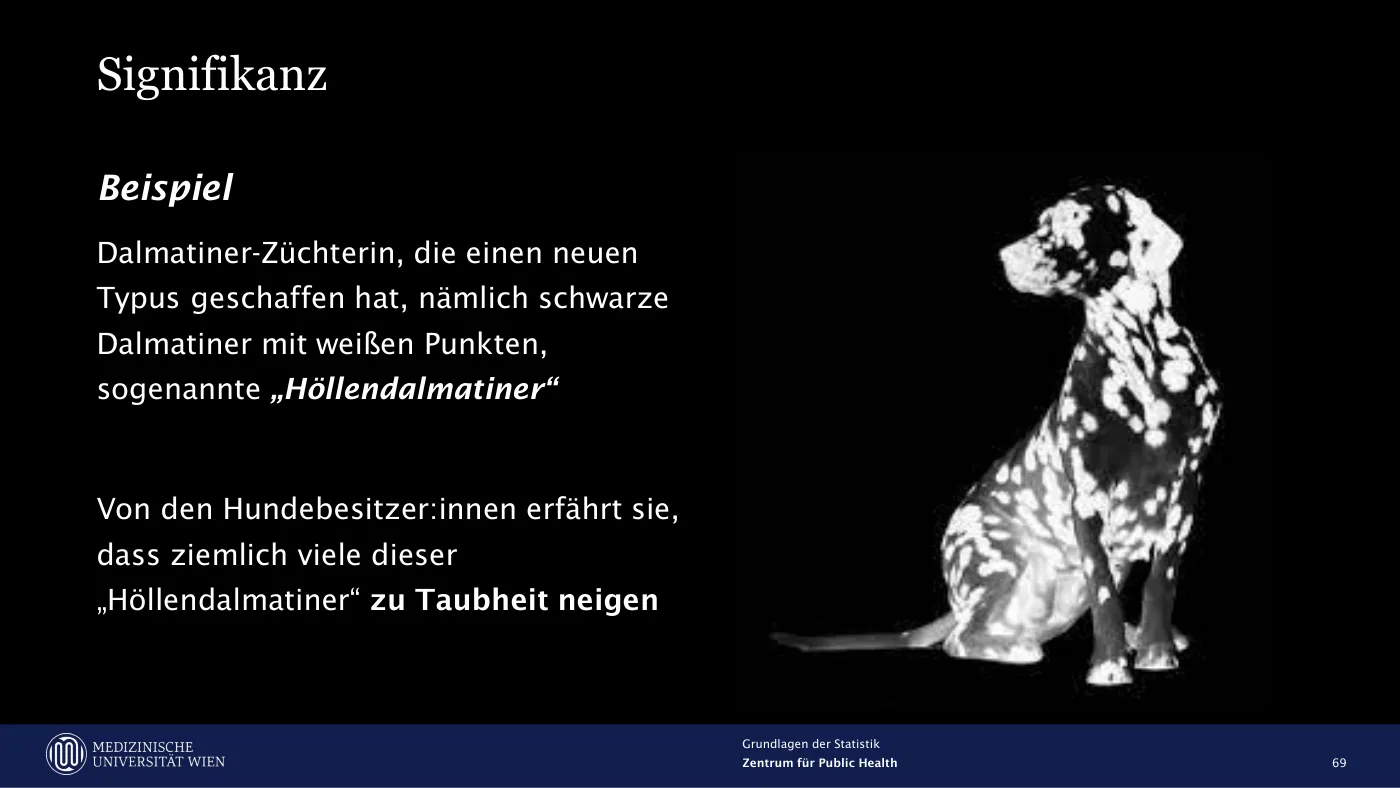 Signifikanz
Beispiel
Dalmatiner-Züchterin, die einen neuen
Typus geschaffen hat, nämlich schwarze
Dalmatiner mit weißen Punkten,
sogenannte „Höllendalmatiner“
Von den Hundebesitzer:innen erfährt sie,
dass ziemlich viele dieser
„Höllendalmatiner“ zu Taubheit neigen
MEDIZINISCHE
UNIVERSITÄT WIEN
Grundlagen der Statistik
Zentrum für Public Health
69